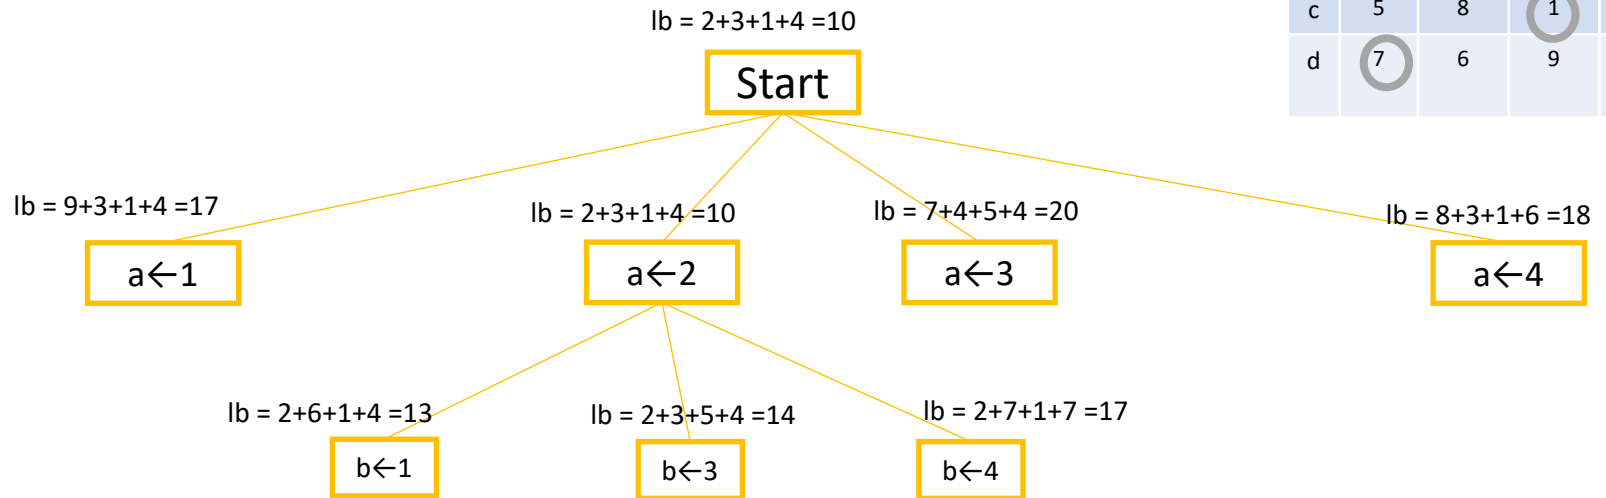 lb = 2+3+1+4 =10
c 5 8 1
d 7 6 9
Start
lb = 9+3+1+4 =17
lb = 2+3+1+4 =10
lb = 7+4+5+4 =20
lb = 8+3+1+6 =18
a←1
a←2
a←3
a←4
lb = 2+6+1+4 =13
lb = 2+3+5+4 =14
lb = 2+7+1+7 =17
b←1
b←3
b←4